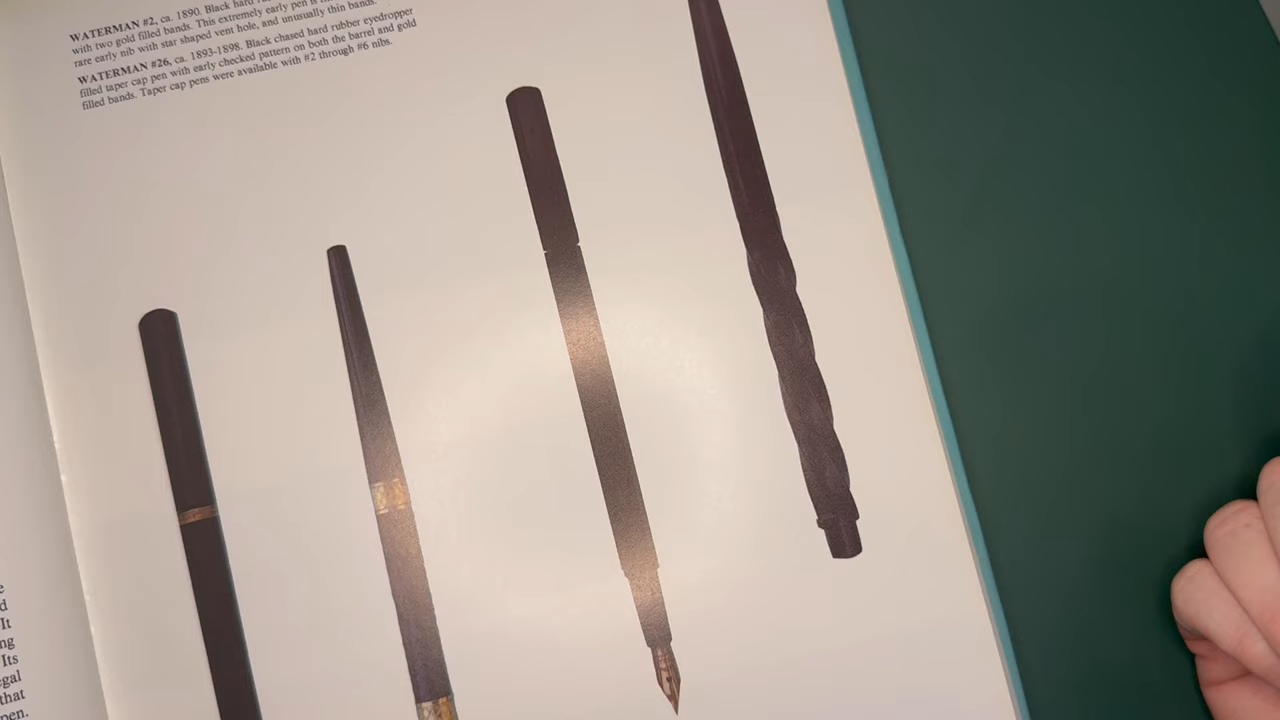 WATERMAN #2, ca. 1890. Black hard
with two gold filled bands. This extremely early pen is
rare early nib with star shaped vent hole, and unusually thin bands.
WATERMAN #26, ca. 1893-1898. Black chased hard rubber eyedropper
filled taper cap pen with early checked pattern on both the barrel and gold
filled bands. Taper cap pens were available with #2 through #6 nibs.
e
d
It
ng
Its
egal
that
pen.